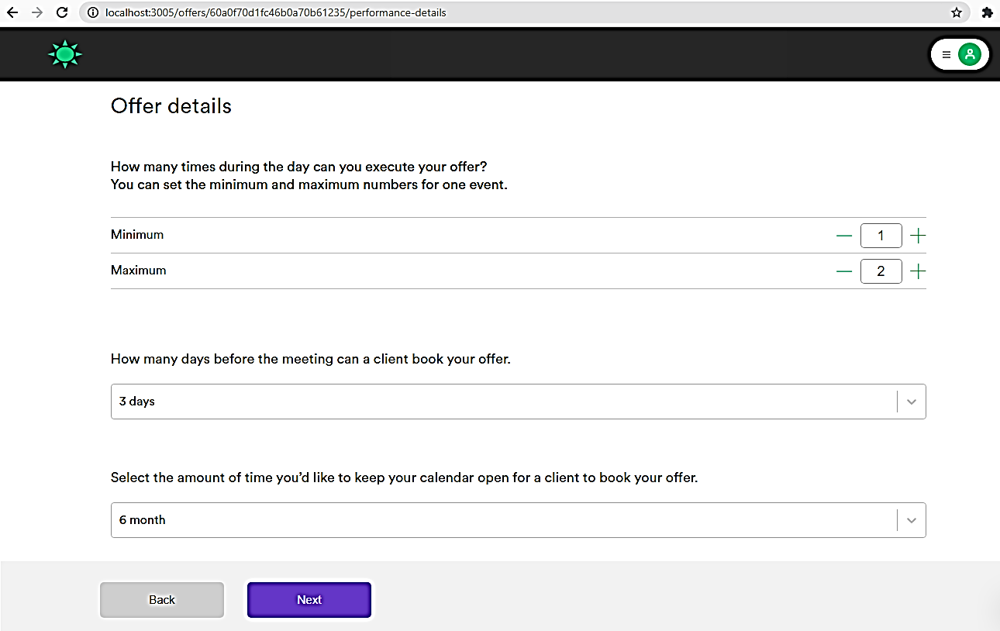 localhost:3005/offers/60a0f70d1fc46b0a70b61235/performance-details
Offer details
How many times during the day can you execute your offer?
You can set the minimum and maximum numbers for one event.
Minimum
1
Maximum
2
How many days before the meeting can a client book your offer.
3 days
Select the amount of time you’d like to keep your calendar open for a client to book your offer.
6 month
Back Next